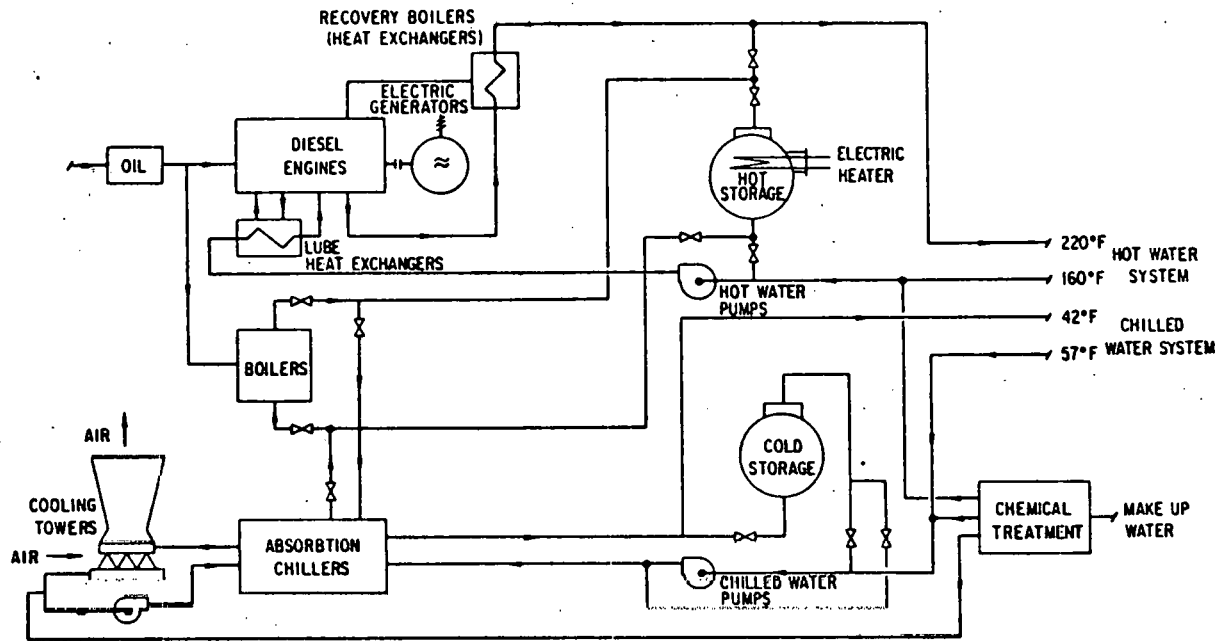 RECOVERY BOILERS
(HEAT EXCHANGERS)
ELECTRIC
GENERATORS
OIL
DIESEL
ENGINES
≈
HOT
STORAGE
ELECTRIC
HEATER
LUBE
HEAT EXCHANGERS
220°F
HOT WATER
SYSTEM
160°F
HOT WATER
PUMPS
42°F
CHILLED
WATER SYSTEM
57°F
BOILERS
AIR
COLD
STORAGE
COOLING
TOWERS
CHEMICAL
TREATMENT
MAKE UP
WATER
AIR
ABSORBTION
CHILLERS
CHILLED WATER
PUMPS